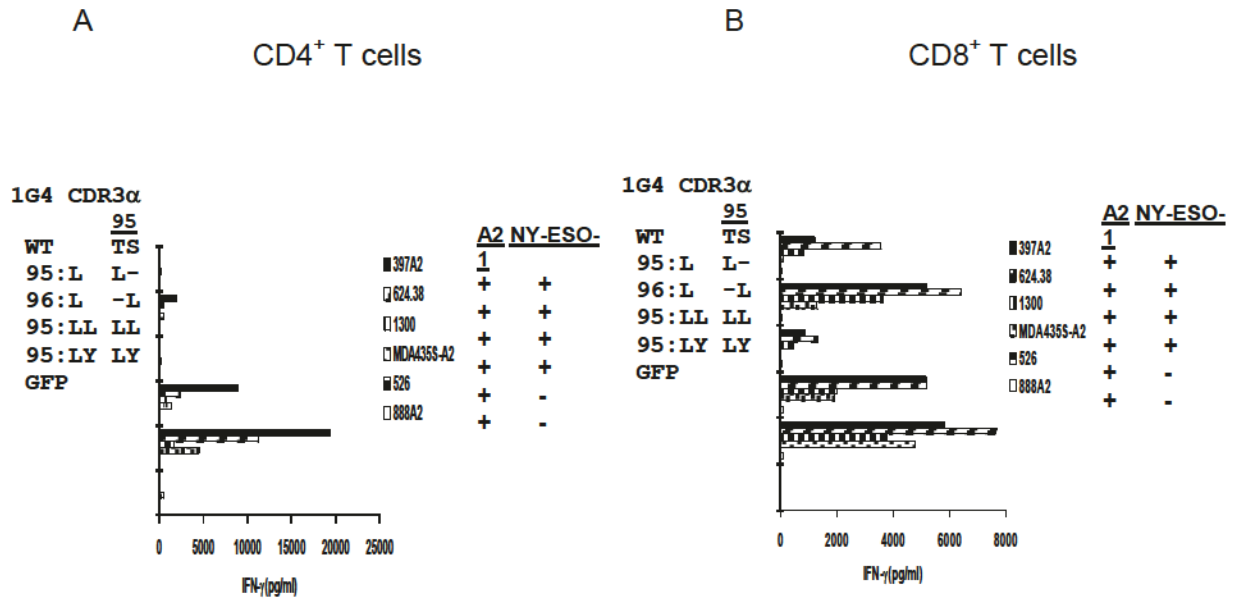 A
CD4+ T cells
1G4 CDR3α
95
WT TS
95:L L-
96:L -L
95:LL LL
95:LY LY
GFP
397A2
624.38
1300
MDA435S-A2
526
888A2
A2 NY-ESO-
1
+ +
+ +
+ +
+ +
+ -
+ -
0 5000 10000 15000 20000 25000
IFN-γ(pg/ml)
B
CD8+ T cells
1G4 CDR3α
95
WT TS
95:L L-
96:L -L
95:LL LL
95:LY LY
GFP
397A2
624.38
1300
MDA435S-A2
526
888A2
A2 NY-ESO-
1
+ +
+ +
+ +
+ +
+ -
+ -
0 2000 4000 6000 8000
IFN-γ(pg/ml)